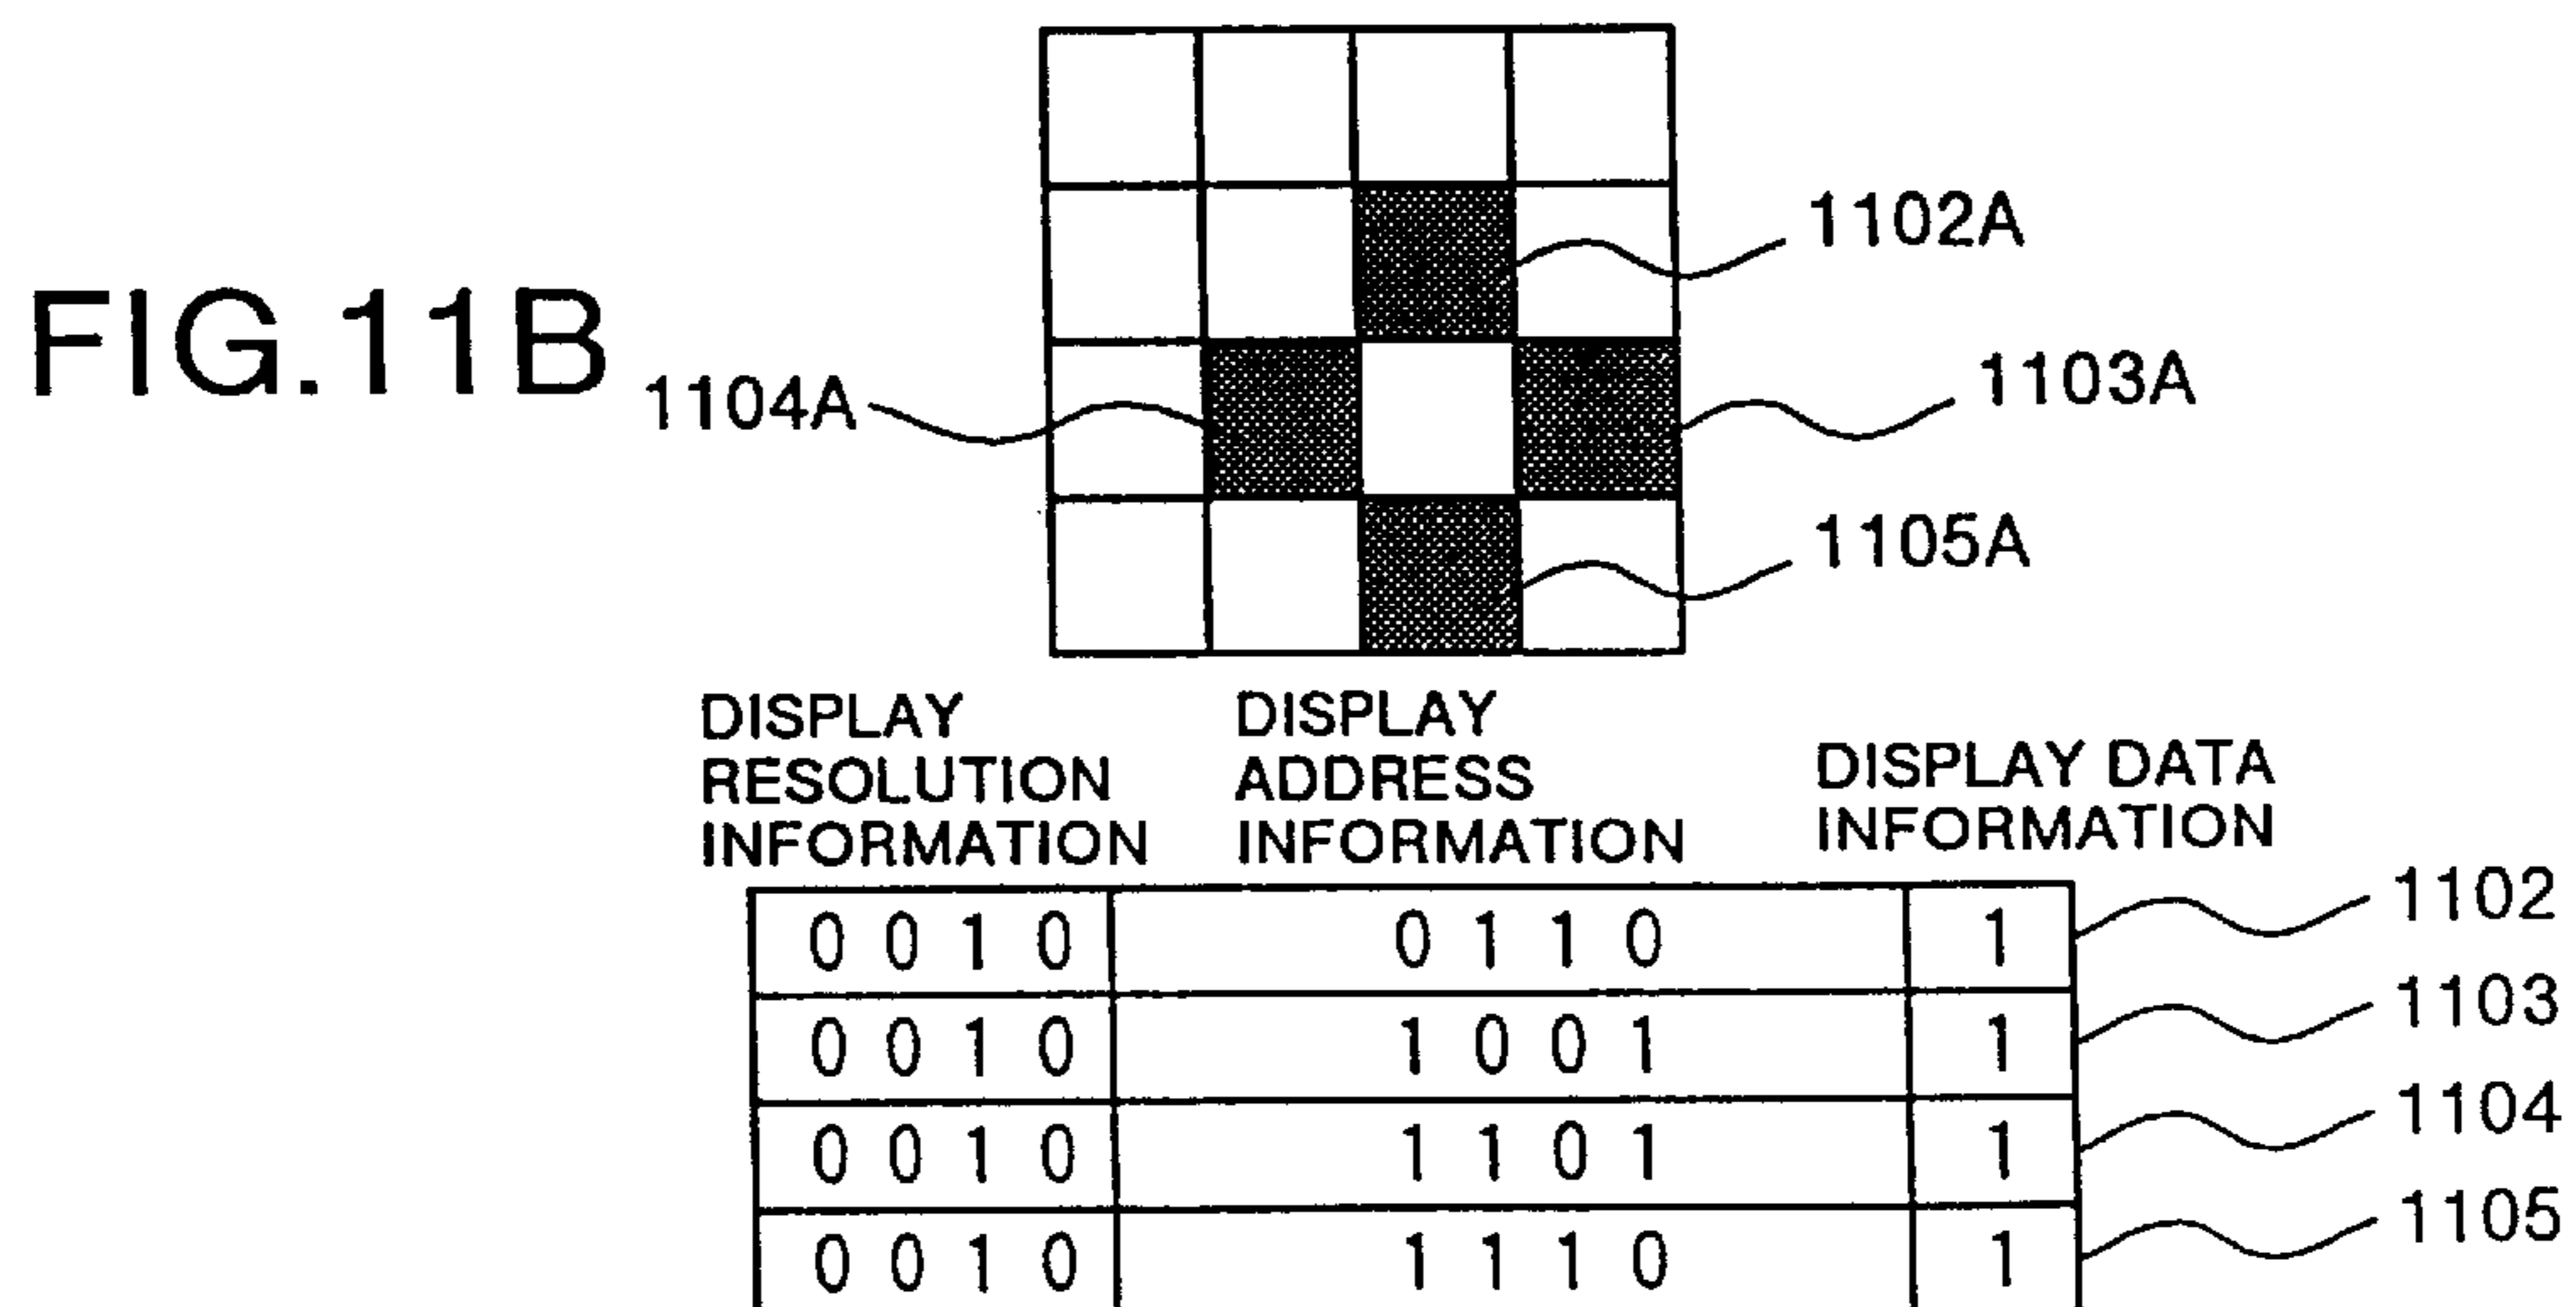 FIG.11B
1102A
1104A
1103A
1105A
DISPLAY RESOLUTION INFORMATION
DISPLAY ADDRESS INFORMATION
DISPLAY DATA INFORMATION
0 0 1 0 0 1 1 0 1 1102
0 0 1 0 1 0 0 1 1 1103
0 0 1 0 1 1 0 1 1 1104
0 0 1 0 1 1 1 0 1 1105